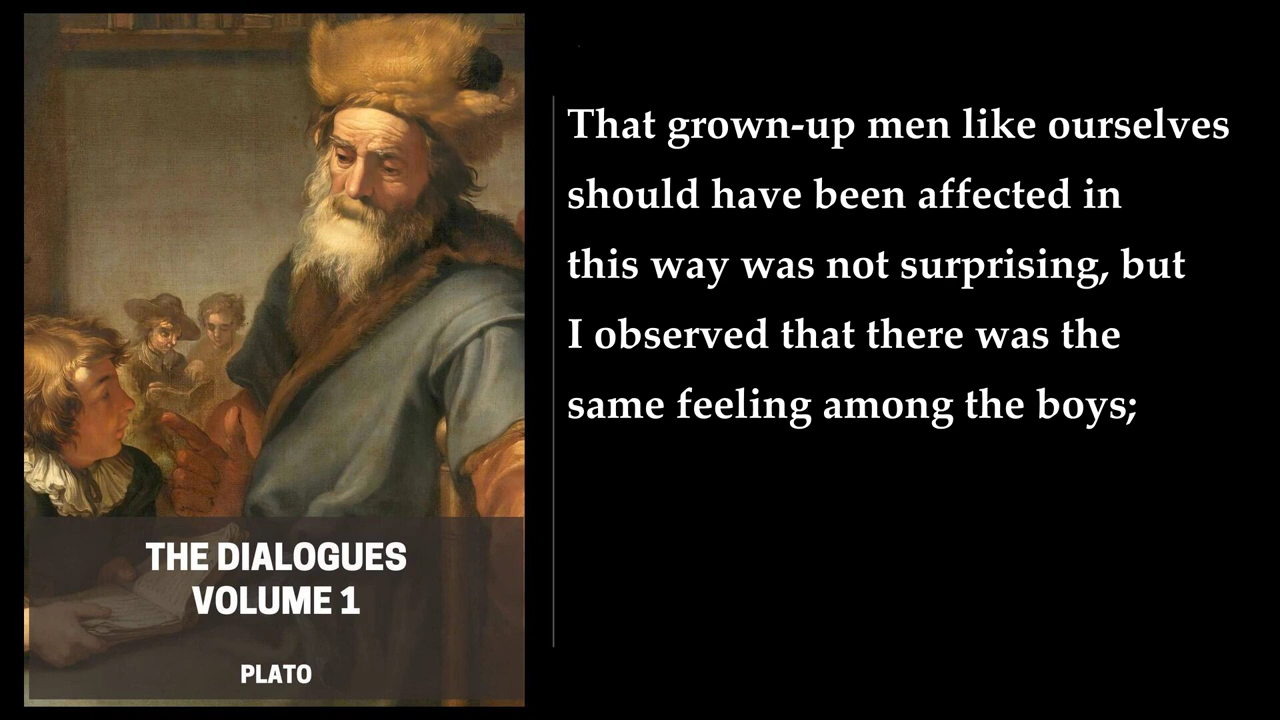 That grown-up men like ourselves
should have been affected in
this way was not surprising, but
I observed that there was the
same feeling among the boys;
THE DIALOGUES
VOLUME 1
PLATO